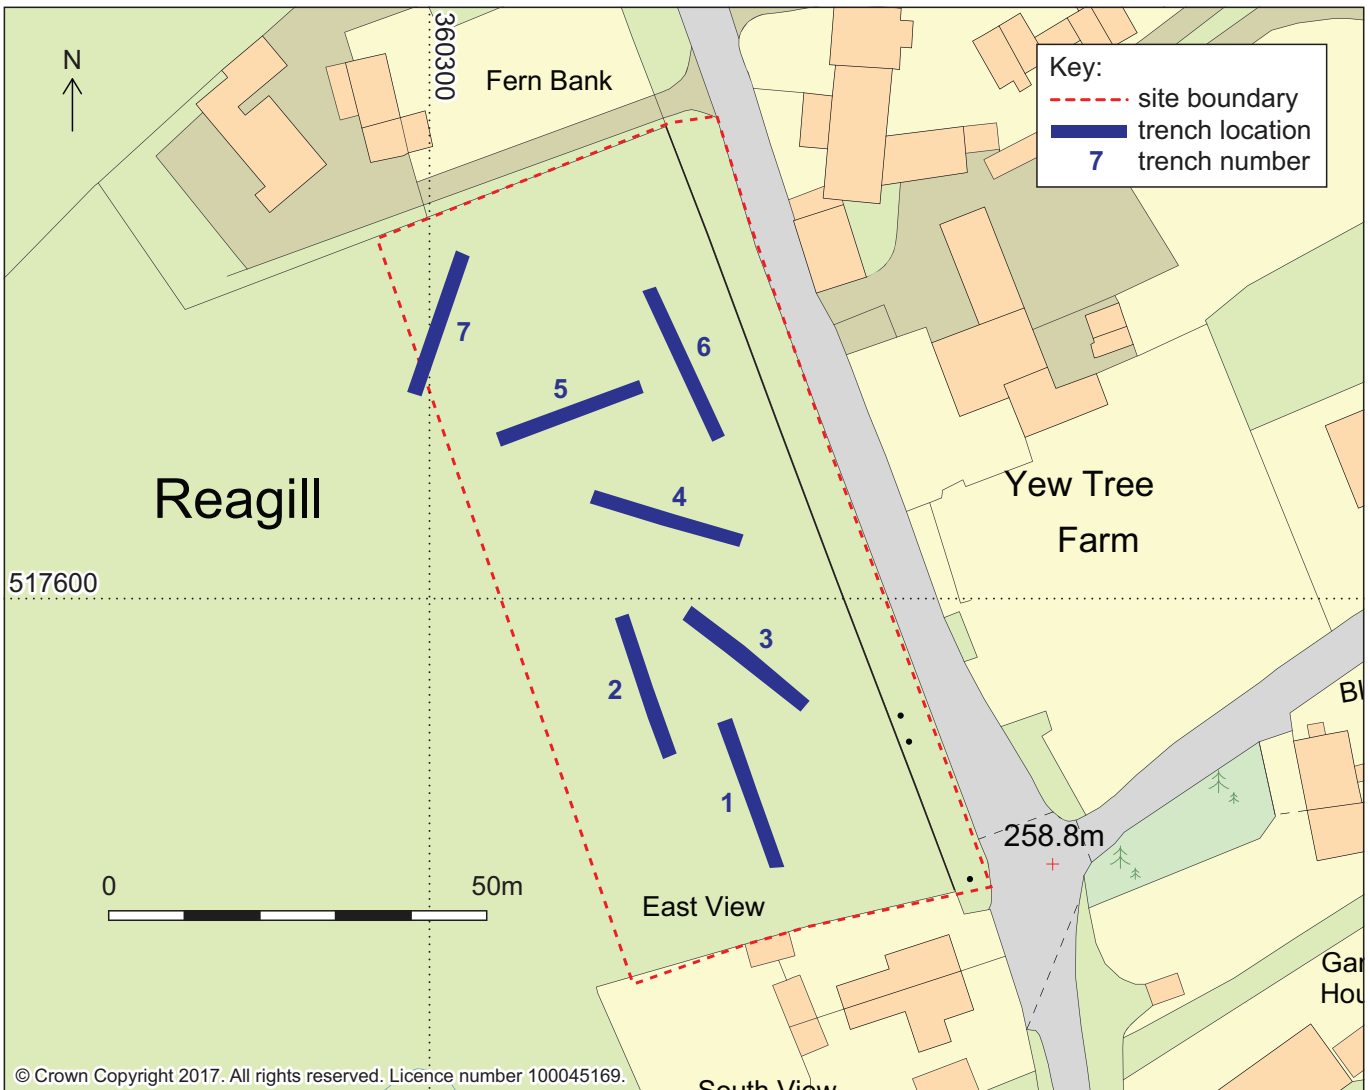 N
360300
Fern Bank
Key:
site boundary
trench location
7 trench number
7
6
5
Reagill
4
Yew Tree
Farm
517600
3
2
1
258.8m
0 50m
East View
South View
© Crown Copyright 2017. All rights reserved. Licence number 100045169.